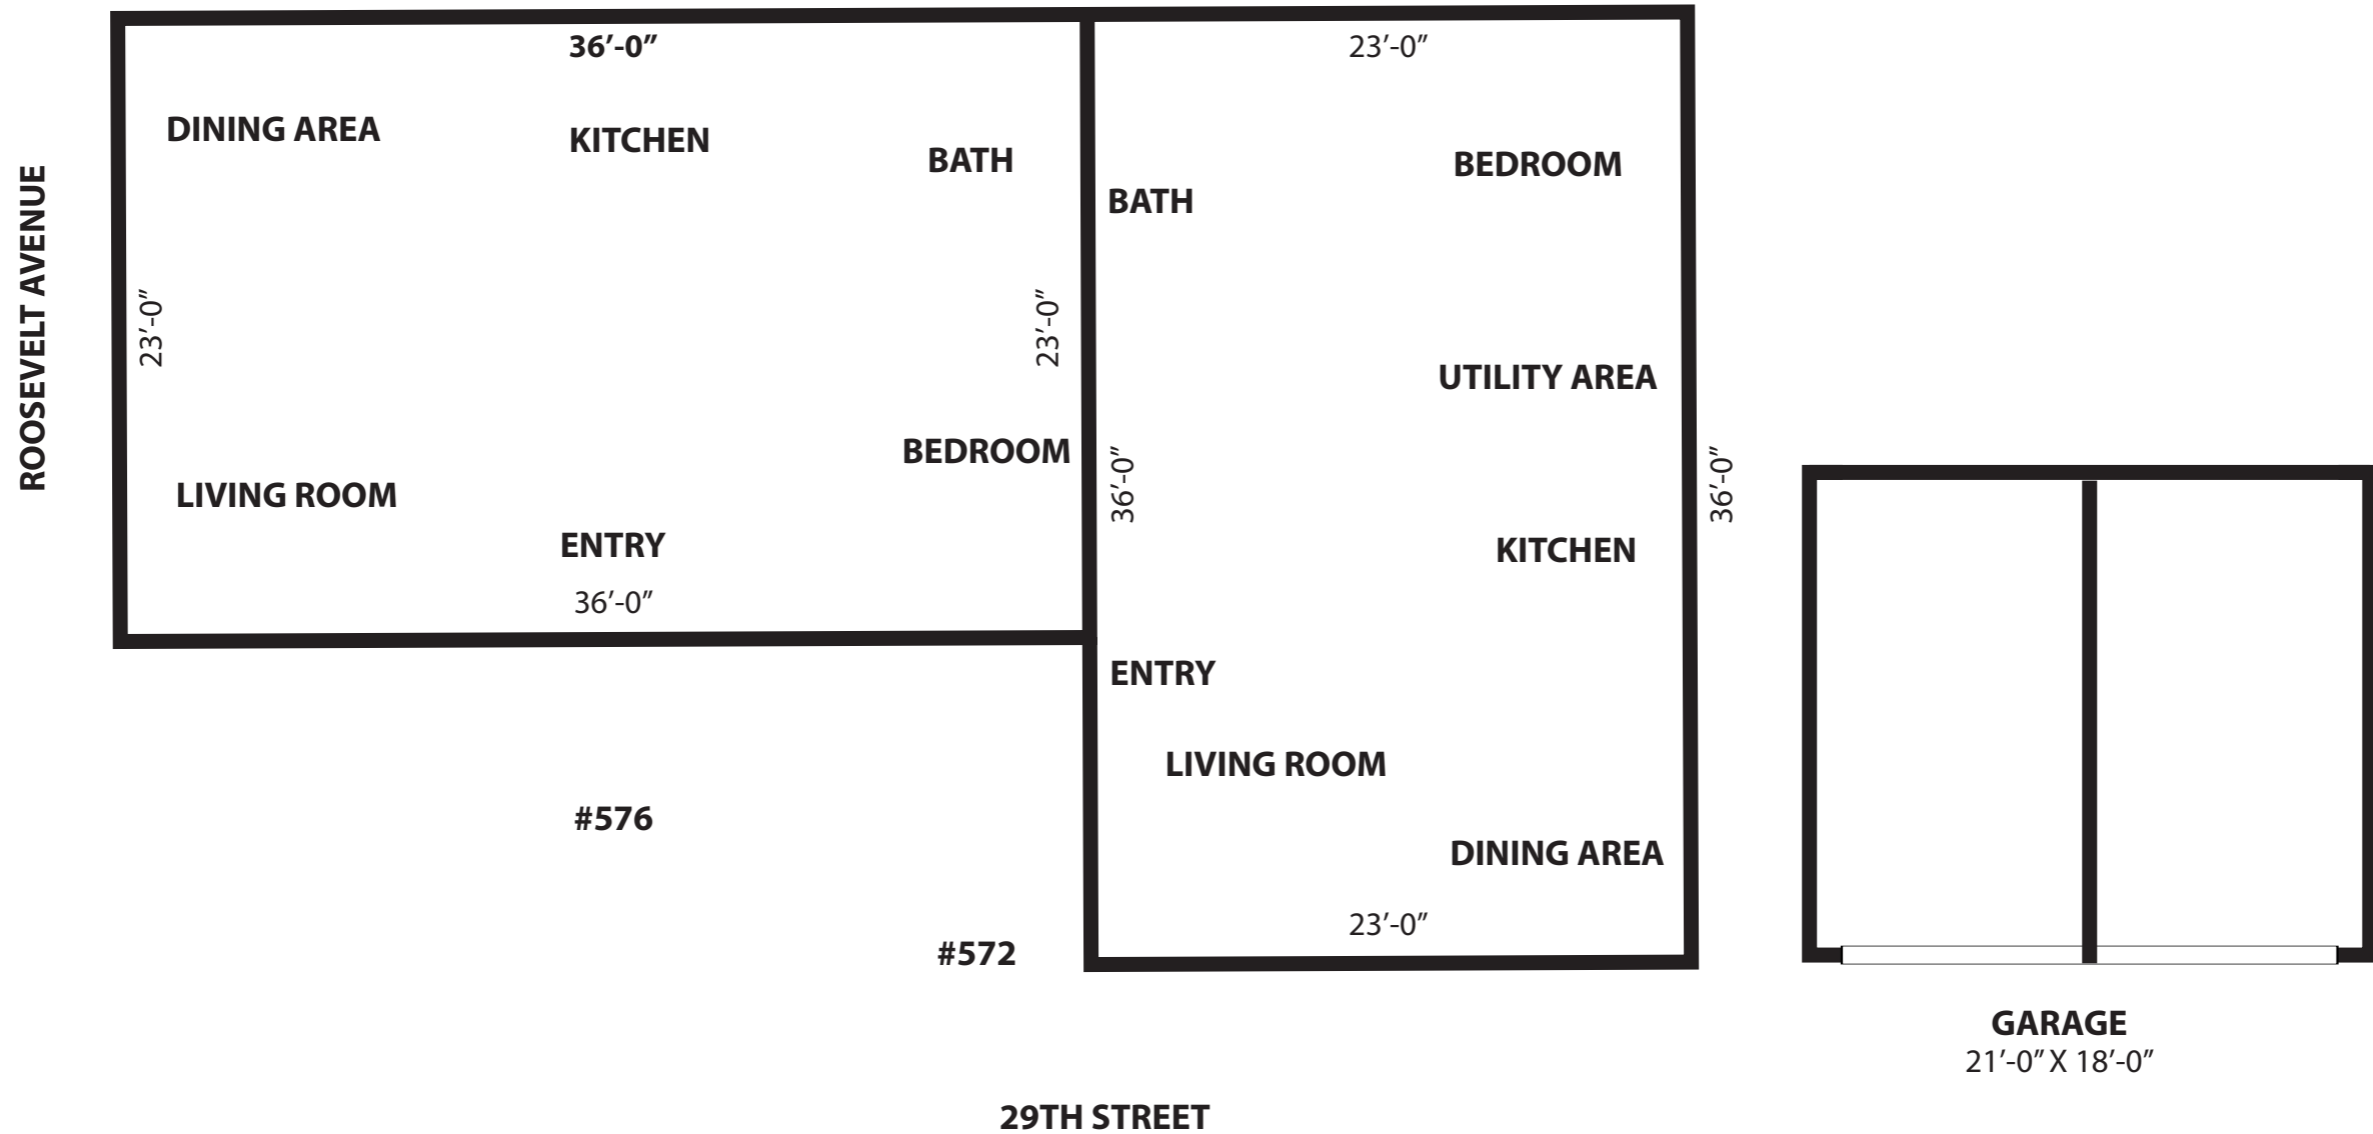 36′-0″
23′-0″
DINING AREA
KITCHEN
BATH
BEDROOM
BATH
ROOSEVELT AVENUE
23′-0″
23′-0″
UTILITY AREA
BEDROOM
36′-0″
36′-0″
LIVING ROOM
ENTRY
KITCHEN
36′-0″
ENTRY
LIVING ROOM
#576
DINING AREA
23′-0″
#572
GARAGE
21′-0″ X 18′-0″
29TH STREET